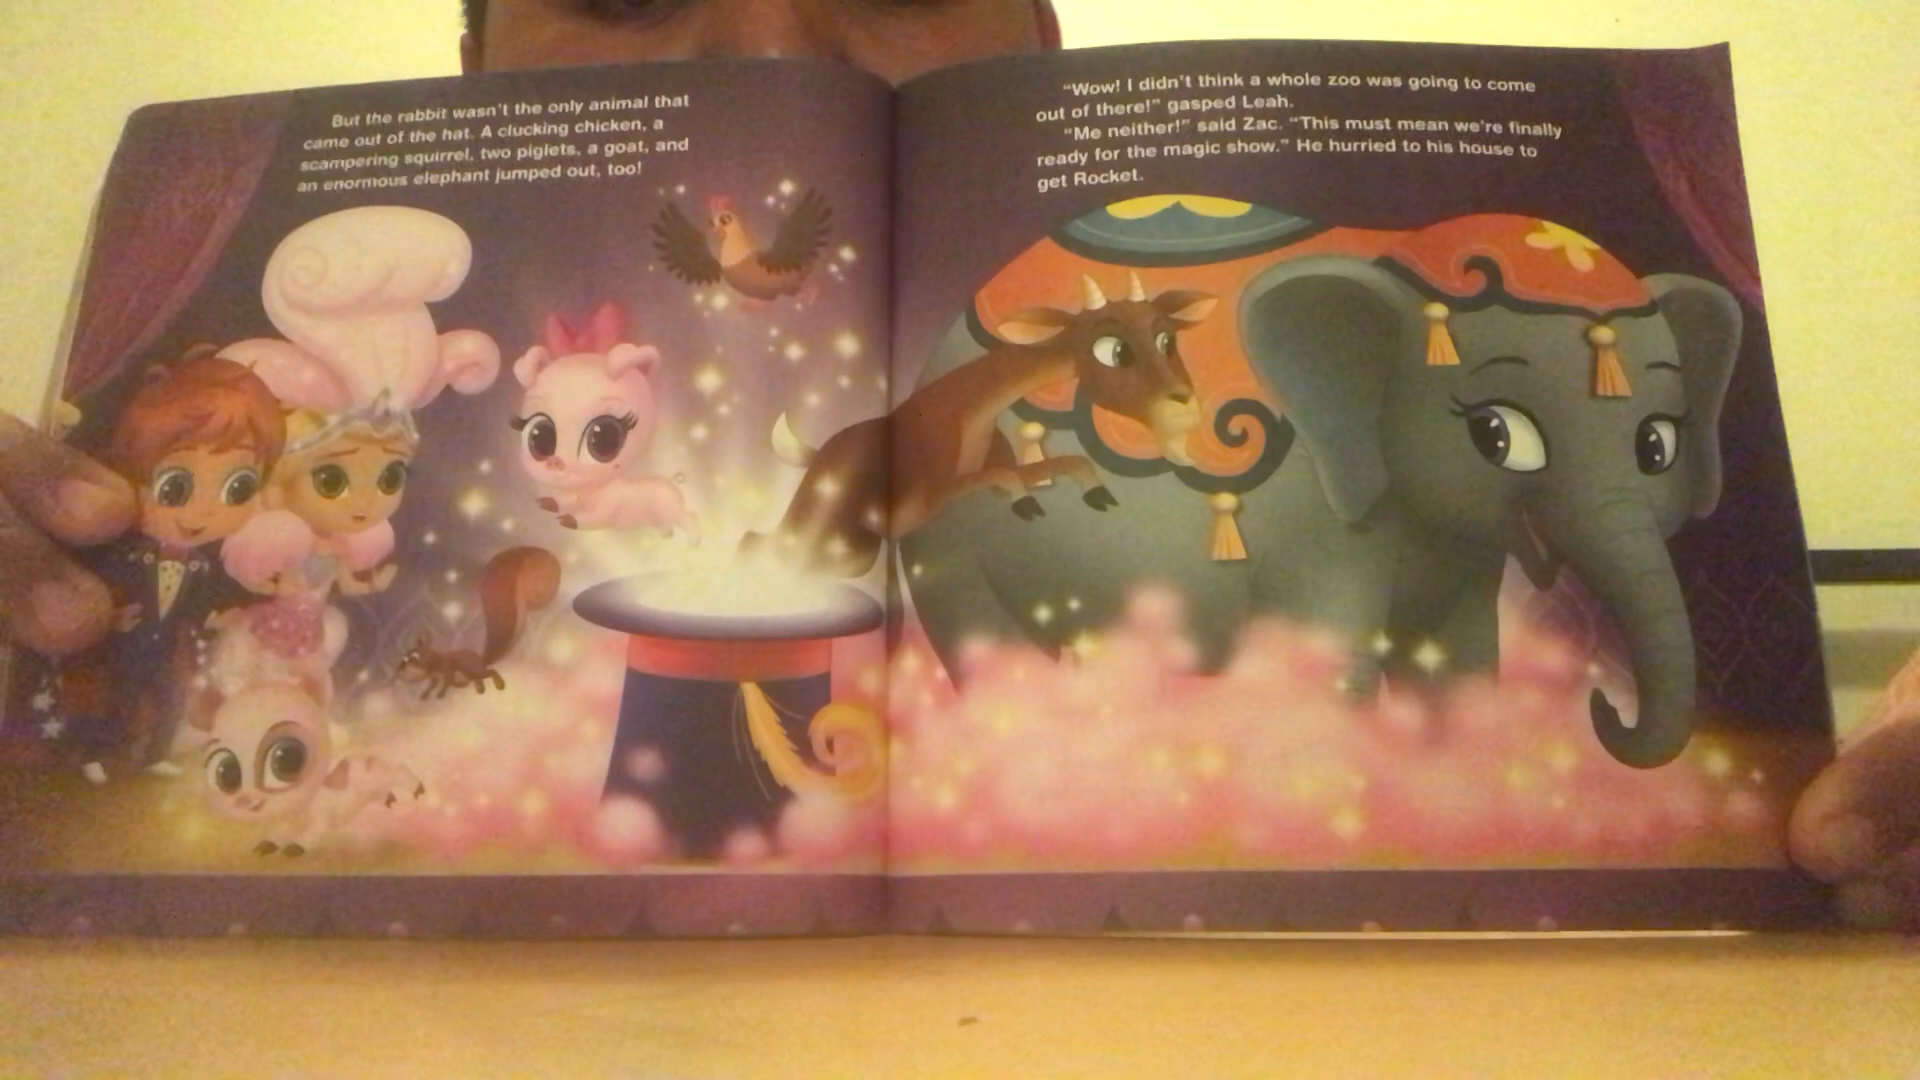 But the rabbit wasn't the only animal that
came out of the hat. A clucking chicken, a
scampering squirrel, two piglets, a goat, and
an enormous elephant jumped out, too!
"Wow! I didn't think a whole zoo was going to come
out of there!" gasped Leah.
"Me neither!" said Zac. "This must mean we're finally
ready for the magic show." He hurried to his house to
get Rocket.